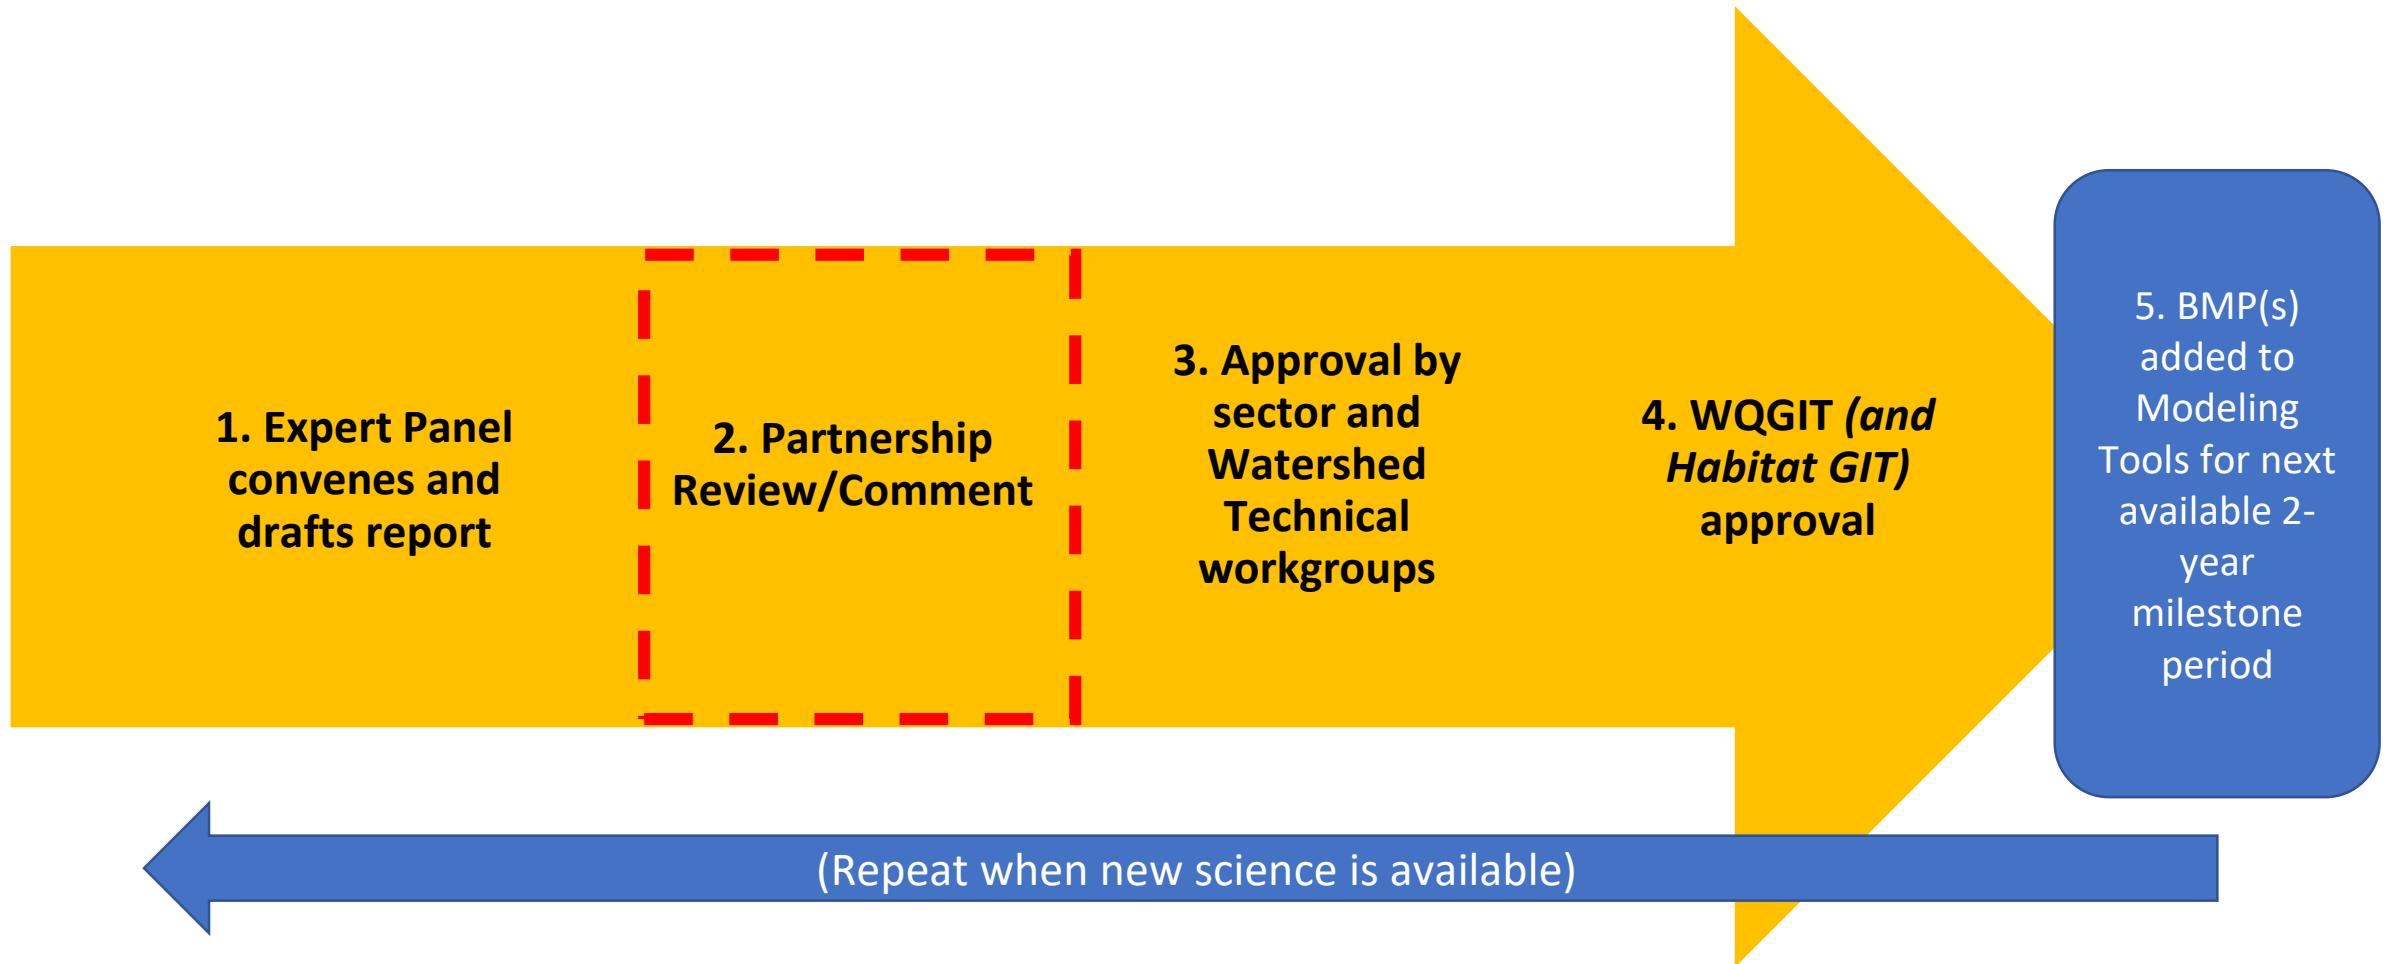 1. Expert Panel
convenes and
drafts report
2. Partnership
Review/Comment
3. Approval by
sector and
Watershed
Technical
workgroups
4. WQGIT (and
Habitat GIT)
approval
5. BMP(s)
added to
Modeling
Tools for next
available 2-
year
milestone
period
(Repeat when new science is available)